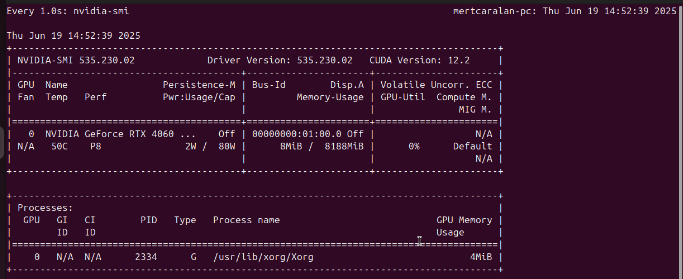 Every 1.0s: nvidia-smi mertcaralan-pc: Thu Jun 19 14:52:39 2025
Thu Jun 19 14:52:39 2025
+---------------------------------------------------------------------------------------+
| NVIDIA-SMI 535.230.02             Driver Version: 535.230.02   CUDA Version: 12.2     |
|-----------------------------------------+----------------------+----------------------+
| GPU  Name                 Persistence-M | Bus-Id        Disp.A | Volatile Uncorr. ECC |
| Fan  Temp   Perf          Pwr:Usage/Cap |         Memory-Usage | GPU-Util  Compute M. |
|                                         |                      |               MIG M. |
|=========================================+======================+======================|
|   0  NVIDIA GeForce RTX 4060 ...    Off | 00000000:01:00.0 Off |                  N/A |
| N/A   50C    P8               2W /  80W |      8MiB /  8188MiB |      0%      Default |
|                                         |                      |                  N/A |
+-----------------------------------------+----------------------+----------------------+
+---------------------------------------------------------------------------------------+
| Processes:                                                                            |
|  GPU   GI   CI        PID   Type   Process name                            GPU Memory |
|        ID   ID                                                             Usage      |
|=======================================================================================|
|    0   N/A  N/A      2334      G   /usr/lib/xorg/Xorg                            4MiB |
+---------------------------------------------------------------------------------------+